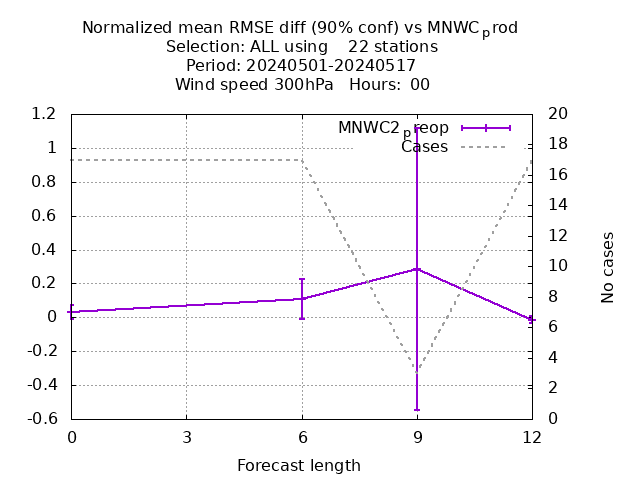 Normalized mean RMSE diff (90% conf) vs MNWCprod
Selection: ALL using    22 stations
Period: 20240501-20240517
Wind speed 300hPa   Hours: 00
MNWC2preop
Cases
1.2
1
0.8
0.6
0.4
0.2
0
-0.2
-0.4
-0.6
20
18
16
14
12
10
8
6
4
2
0
No cases
0 3 6 9 12
Forecast length